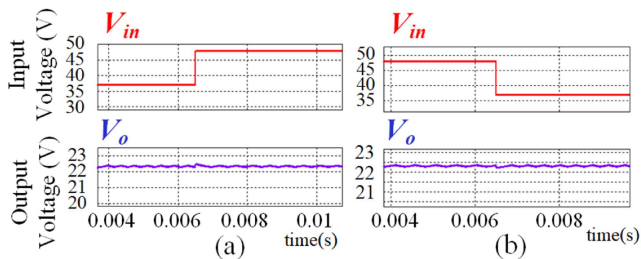 Input
Voltage (V)
V_in
50
45
40
35
30
V_in
50
45
40
35
Output
Voltage (V)
V_o
23
22
21
20
V_o
23
22
21
0.004
0.006
0.008
0.01
time(s)
(a)
0.004
0.006
0.008
time(s)
(b)